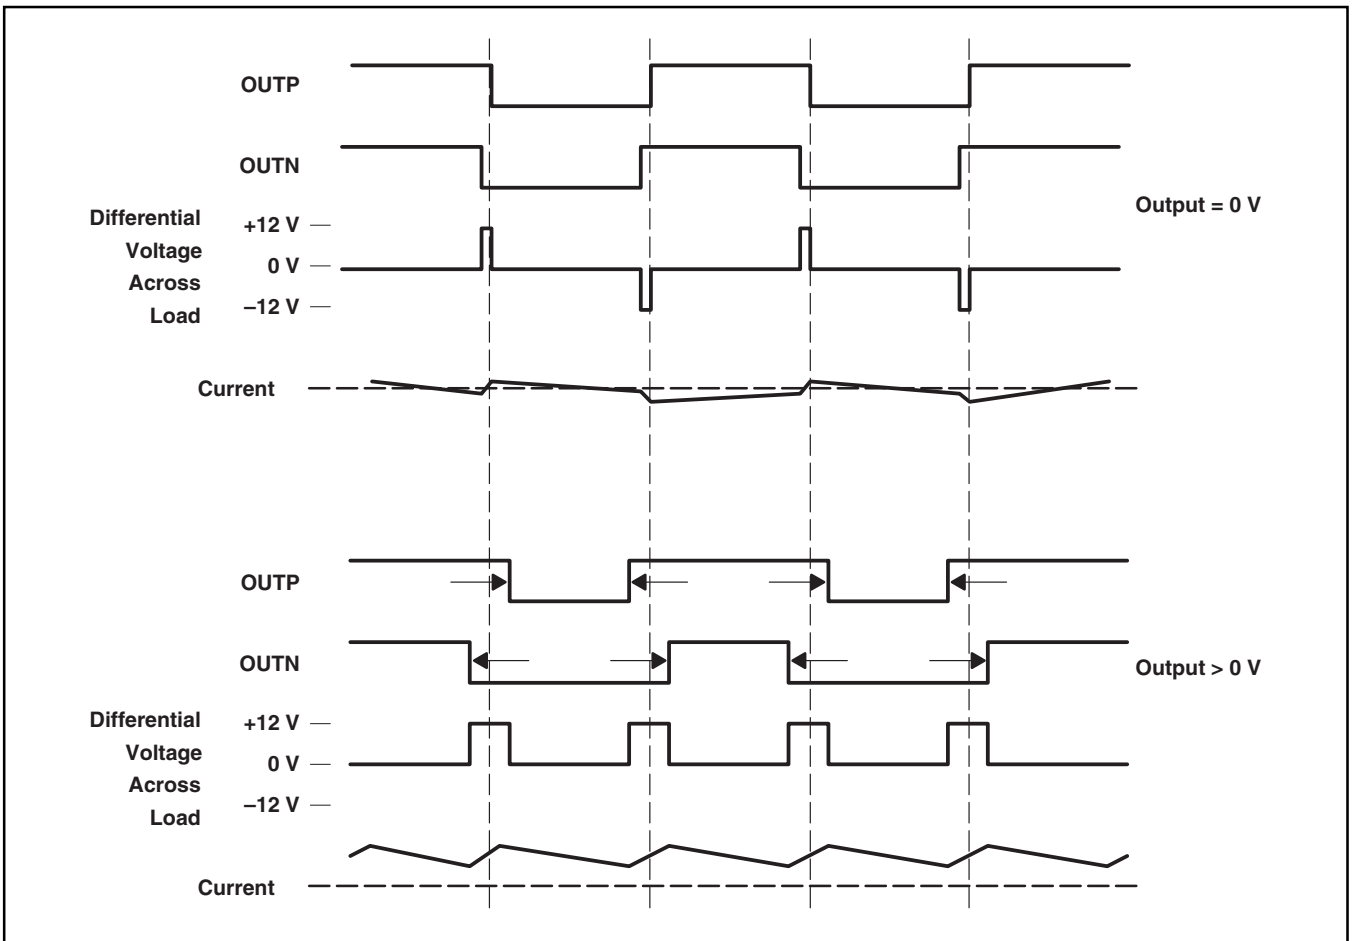 OUTP
OUTN
Output = 0 V
Differential
Voltage
Across
Load
+12 V
0 V
–12 V
Current
OUTP
OUTN
Output > 0 V
Differential
Voltage
Across
Load
+12 V
0 V
–12 V
Current